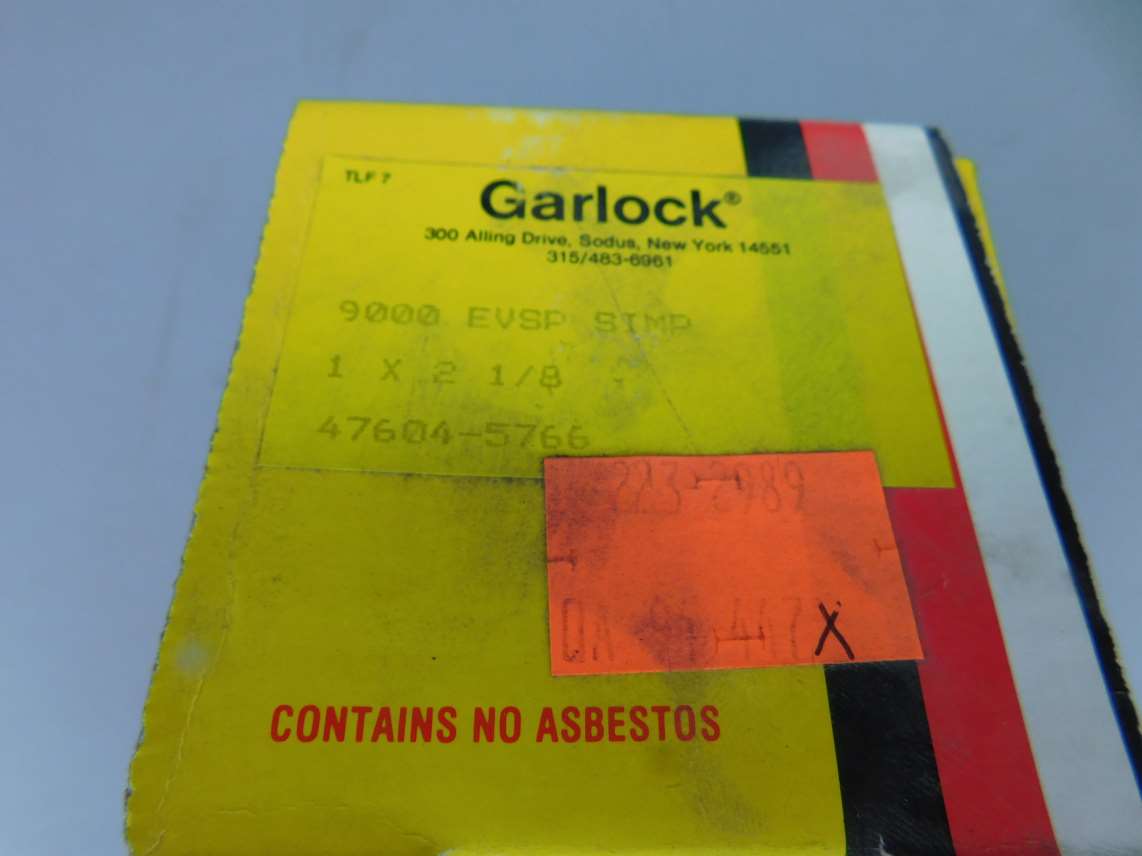 TLF 7
Garlock®
300 Alling Drive, Sodus, New York 14551
315/483-6961
9000 EVSP SIMP
1 X 2 1/8
47604-5766
QA
X
CONTAINS NO ASBESTOS